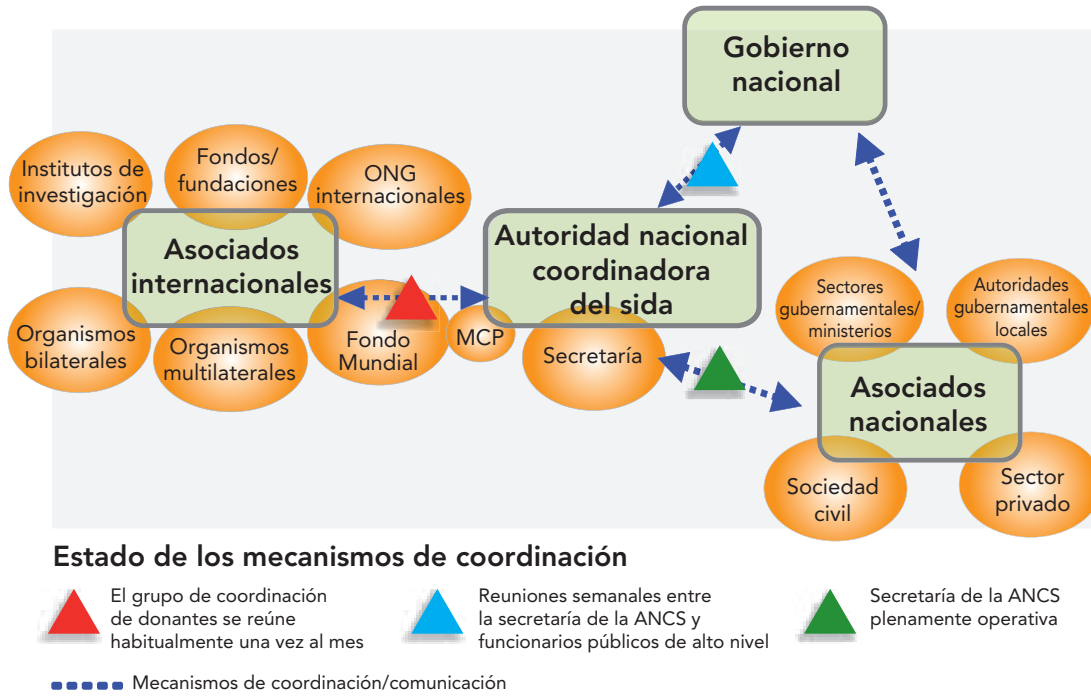 Gobierno
nacional
Institutos de
investigación
Fondos/
fundaciones
ONG
internacionales
Asociados
internacionales
Autoridad nacional
coordinadora
del sida
Sectores
gubernamentales/
ministerios
Autoridades
gubernamentales
locales
Organismos
bilaterales
Organismos
multilaterales
Fondo
Mundial
MCP
Secretaría
Asociados
nacionales
Sociedad
civil
Sector
privado
Estado de los mecanismos de coordinación
El grupo de coordinación
de donantes se reúne
habitualmente una vez al mes
Reuniones semanales entre
la secretaría de la ANCS y
funcionarios públicos de alto nivel
Secretaría de la ANCS
plenamente operativa
Mecanismos de coordinación/comunicación